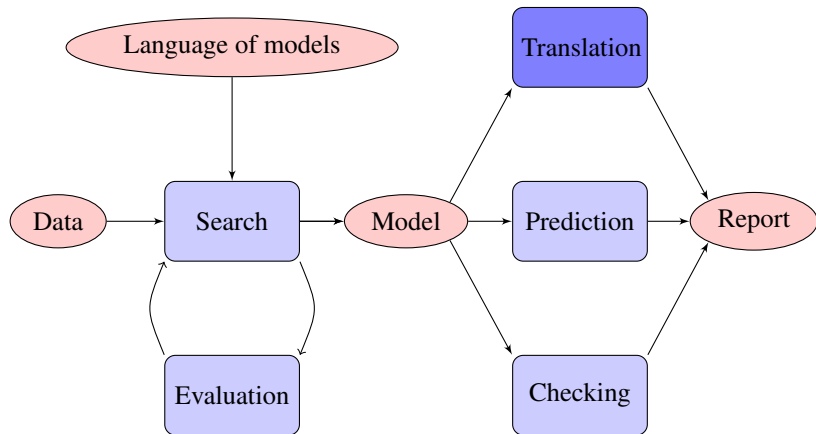 Language of models
Translation
Data
Search
Model
Prediction
Report
Evaluation
Checking